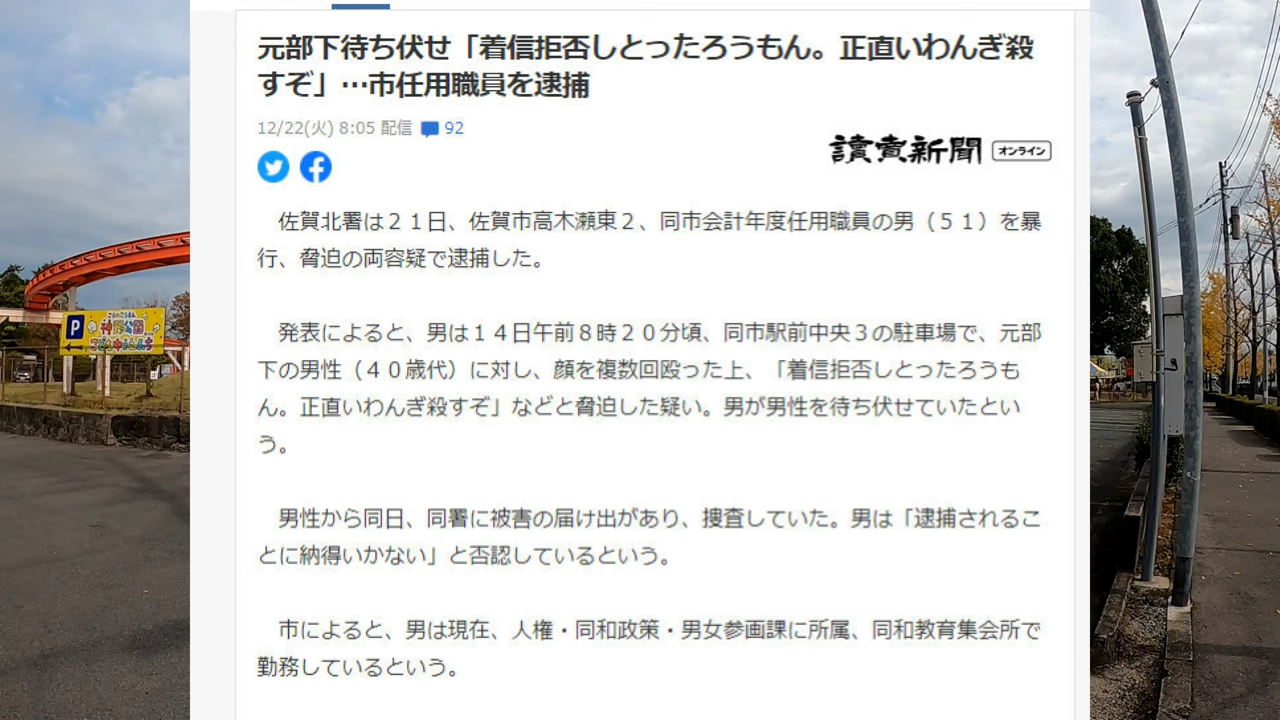 元部下待ち伏せ「着信拒否しとったろうもん。正直いわんぎ殺
すぞ」…市任用職員を逮捕
12/22(火) 8:05 配信 92
讀賣新聞 オンライン
佐賀北署は２１日、佐賀市高木瀬東２、同市会計年度任用職員の男（５１）を暴
行、脅迫の両容疑で逮捕した。
発表によると、男は１４日午前８時２０分頃、同市駅前中央３の駐車場で、元部
下の男性（４０歳代）に対し、顔を複数回殴った上、「着信拒否しとったろうも
ん。正直いわんぎ殺すぞ」などと脅迫した疑い。男が男性を待ち伏せていたとい
う。
男性から同日、同署に被害の届け出があり、捜査していた。男は「逮捕されるこ
とに納得いかない」と否認しているという。
市によると、男は現在、人権・同和政策・男女参画課に所属、同和教育集会所で
勤務しているという。
P
神野公園